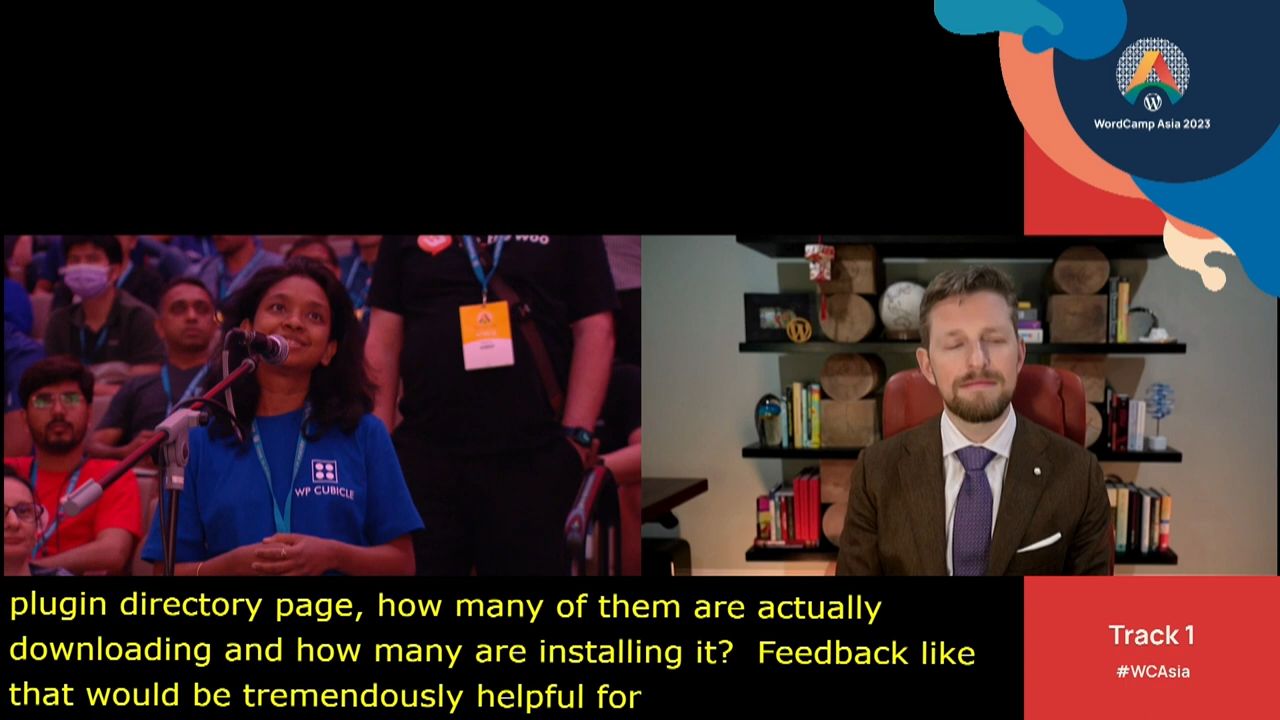 WordCamp Asia 2023
WP CUBICLE
plugin directory page, how many of them are actually
downloading and how many are installing it?  Feedback like
that would be tremendously helpful for
Track 1
#WCAsia